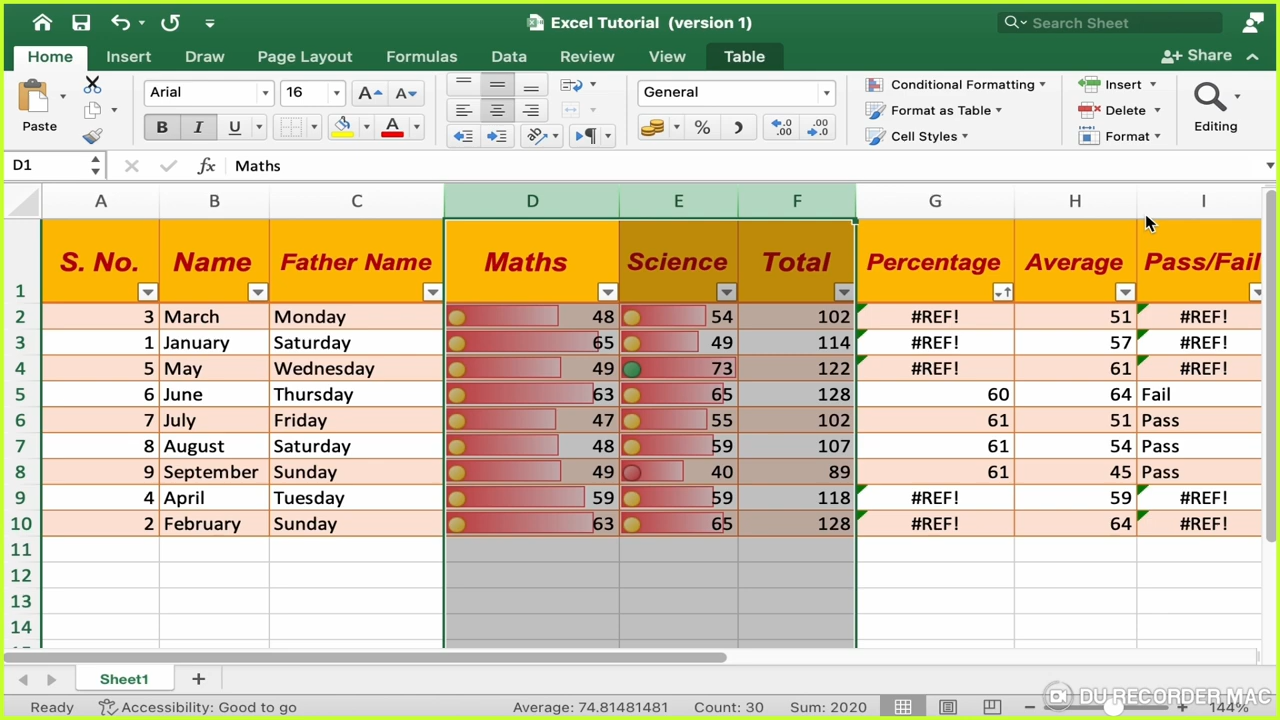 Excel Tutorial (version 1)
Search Sheet
Home Insert Draw Page Layout Formulas Data Review View Table Share
Paste
Arial 16
B I U A
General
%
Conditional Formatting
Format as Table
Cell Styles
Insert
Delete
Format
Editing
D1 fx Maths
A B C D E F G H I
1 S. No. Name Father Name Maths Science Total Percentage Average Pass/Fail
2 3 March Monday 48 54 102 #REF! 51 #REF!
3 1 January Saturday 65 49 114 #REF! 57 #REF!
4 5 May Wednesday 49 73 122 #REF! 61 #REF!
5 6 June Thursday 63 65 128 60 64 Fail
6 7 July Friday 47 55 102 61 51 Pass
7 8 August Saturday 48 59 107 61 54 Pass
8 9 September Sunday 49 40 89 61 45 Pass
9 4 April Tuesday 59 59 118 #REF! 59 #REF!
10 2 February Sunday 63 65 128 #REF! 64 #REF!
11
12
13
14
Sheet1 +
Ready Accessibility: Good to go Average: 74.81481481 Count: 30 Sum: 2020 144%
DU RECORDER MAC